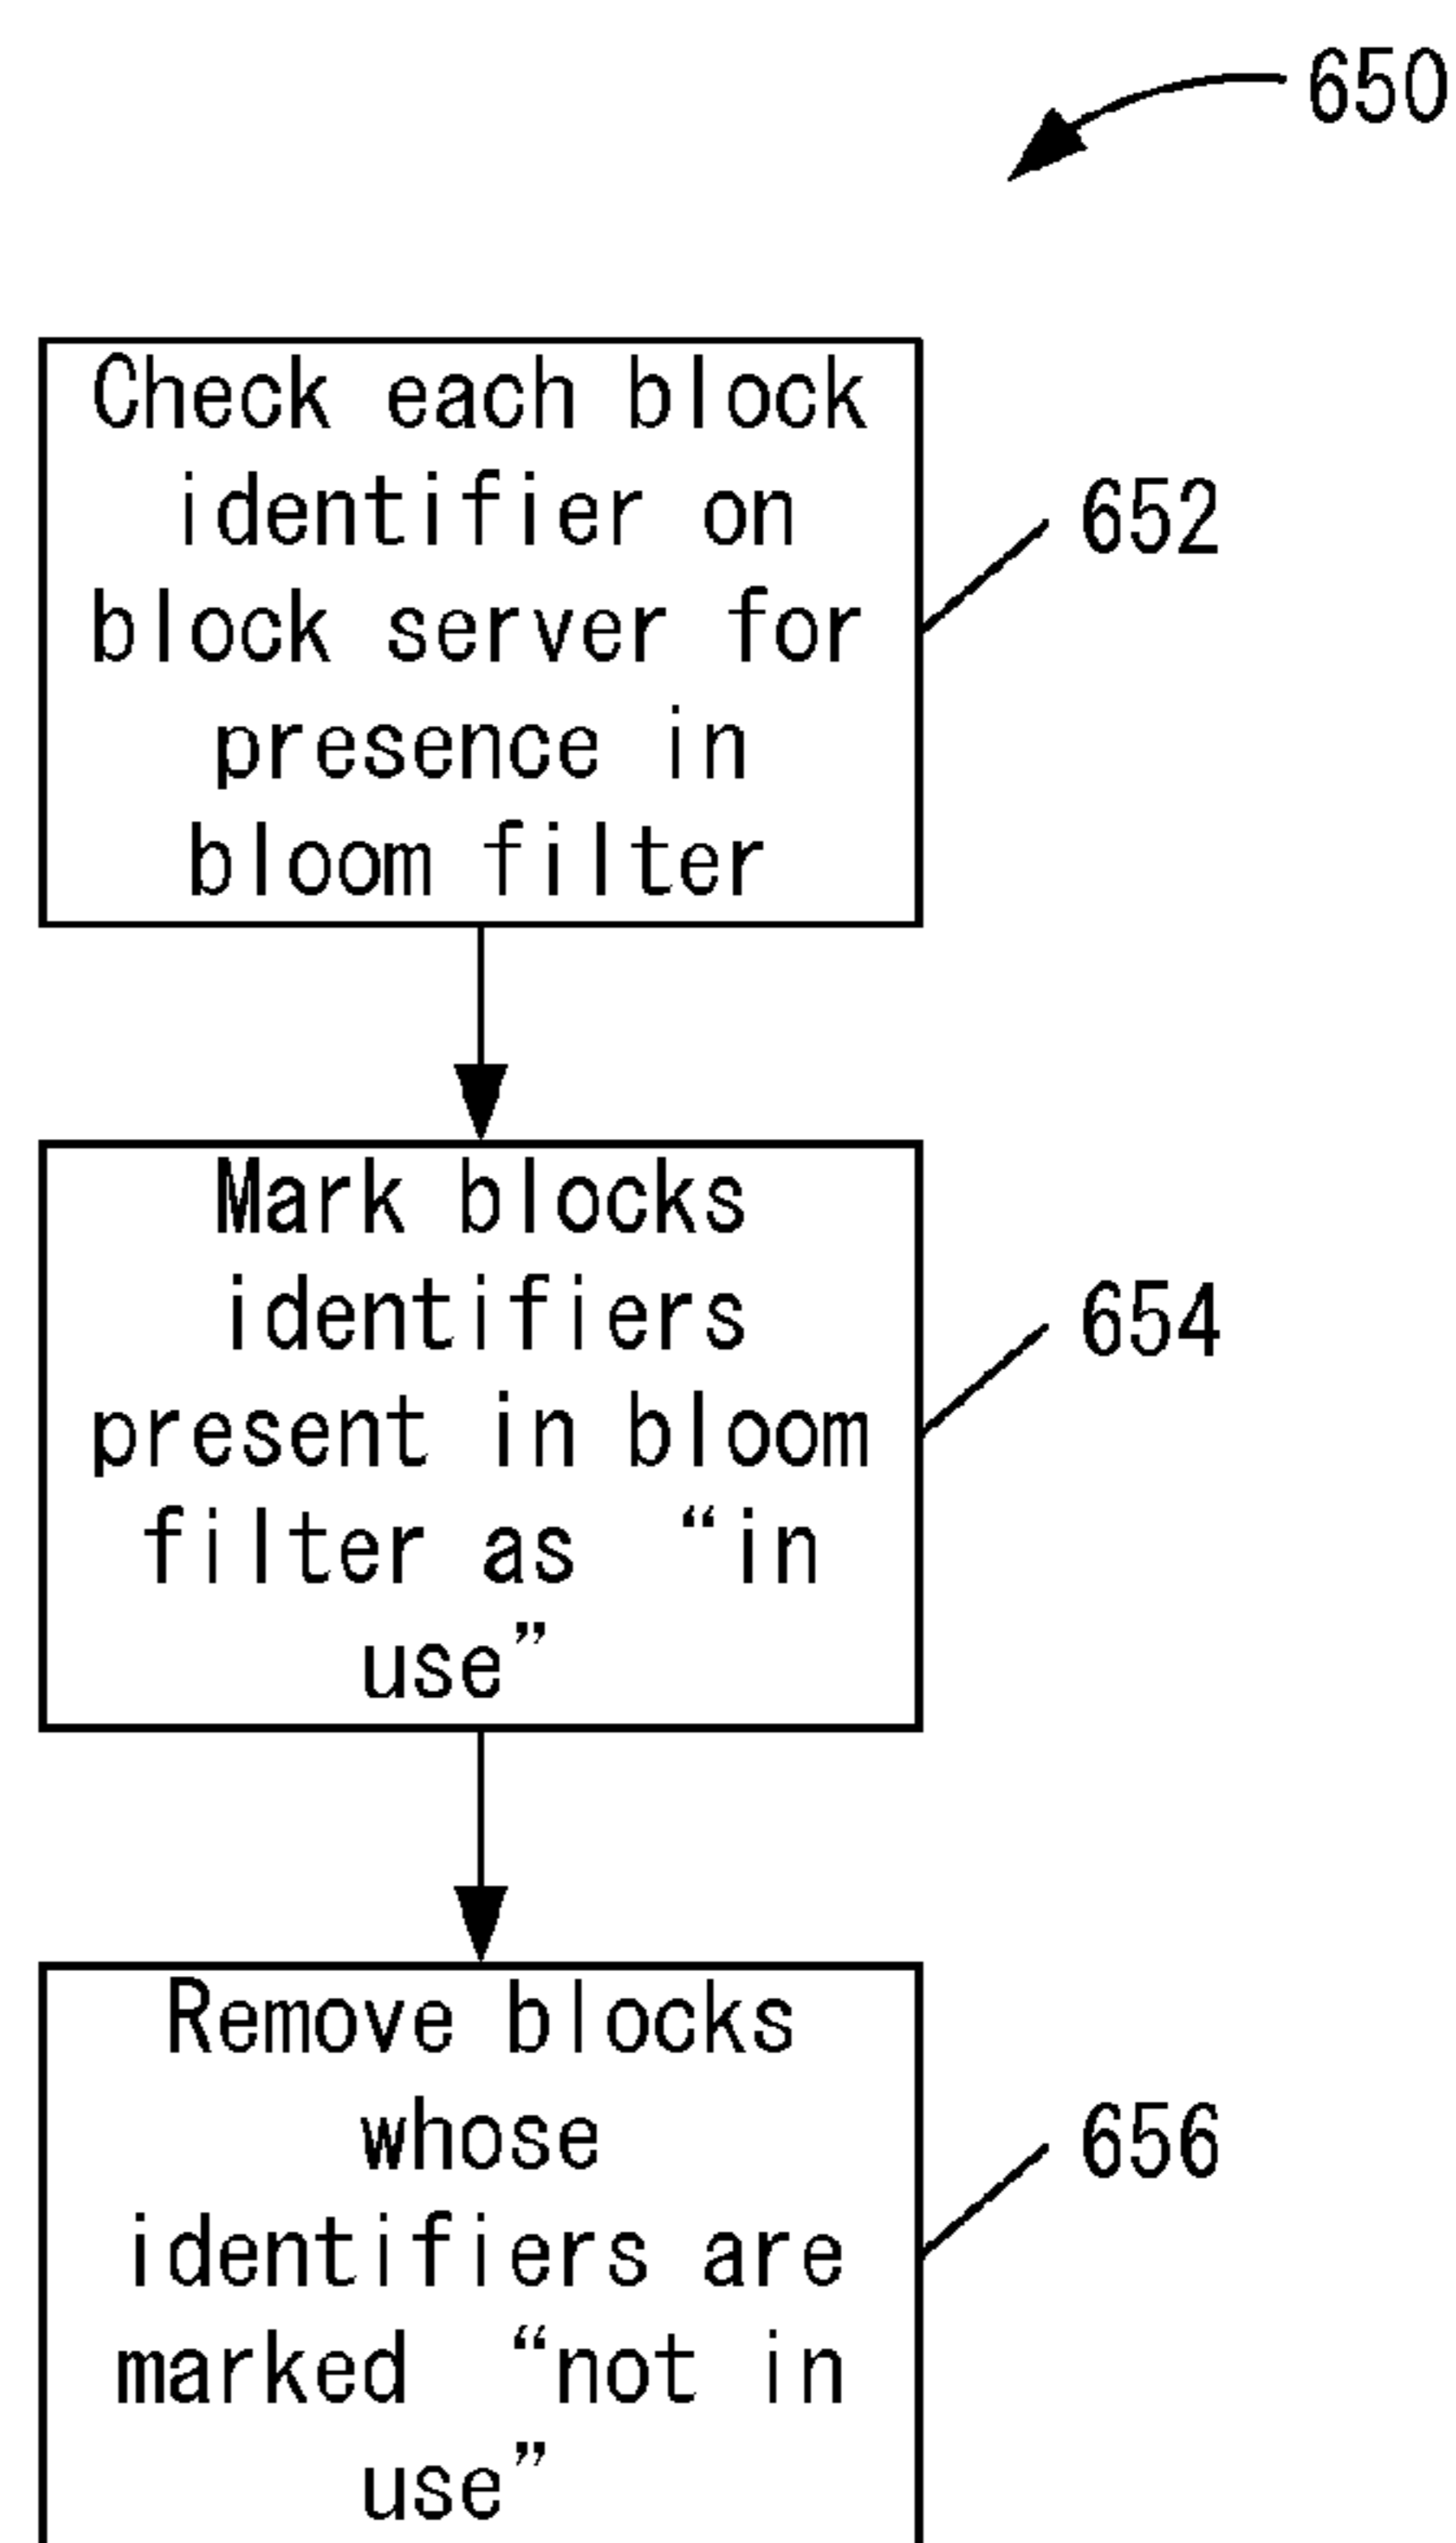 650
Check each block
identifier on
block server for
presence in
bloom filter
652
Mark blocks
identifiers
present in bloom
filter as “in
use”
654
Remove blocks
whose
identifiers are
marked “not in
use”
656